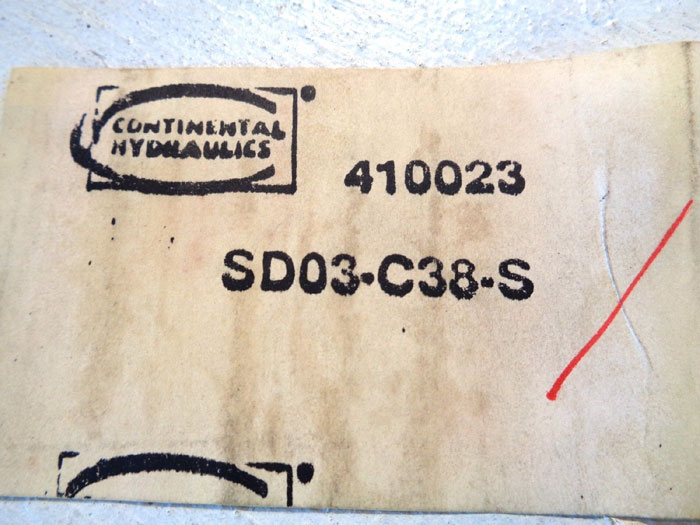 CONTINENTAL
HYDRAULICS
410023
SD03-C38-S